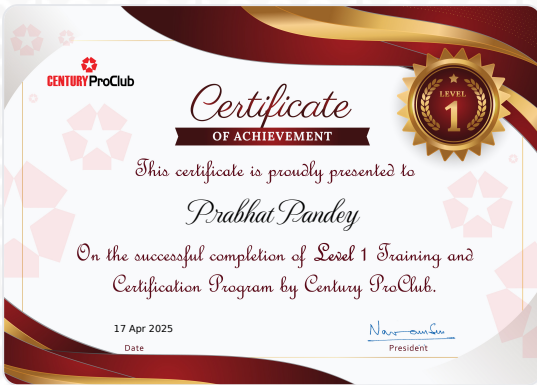 CENTURY ProClub
Certificate
OF ACHIEVEMENT
LEVEL
1
This certificate is proudly presented to
Prabhat Pandey
On the successful completion of Level 1 Training and
Certification Program by Century ProClub.
17 Apr 2025
Date
President